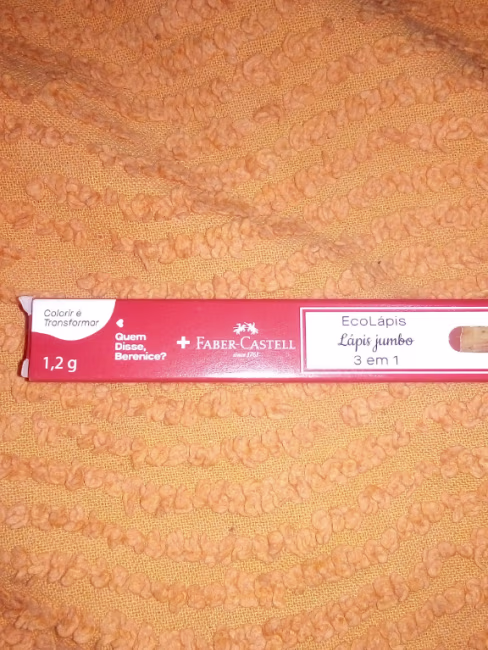 Colorir é
Transformar
1,2 g
Quem
Disse,
Berenice?
+ FABER-CASTELL
since 1761
EcoLápis
Lápis jumbo
3 em 1